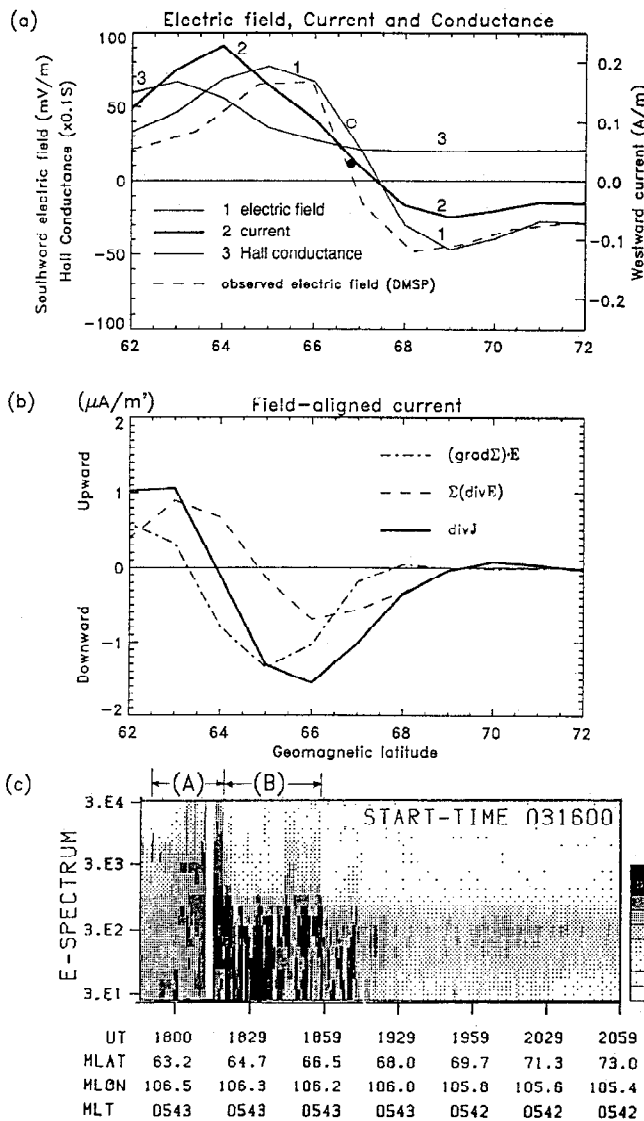 (a)
Electric field, Current and Conductance
Southward electric field (mV/m)
Hall Conductance (x0.1S)
Westward current (A/m)
100
50
0
-50
-100
0.2
0.1
0.0
-0.1
-0.2
3
2
1
3
2
1
1 electric field
2 current
3 Hall conductance
observed electric field (DMSP)
62 64 66 68 70 72
(b)
(μA/m²)
Field-aligned current
Upward
Downward
2
1
0
-1
-2
(gradΣ)·E
Σ(divE)
divJ
62 64 66 68 70 72
Geomagnetic latitude
(c)
(A) (B)
START-TIME 031600
E-SPECTRUM
3.E4
3.E3
3.E2
3.E1
UT 1800 1829 1859 1929 1959 2029 2059
MLAT 63.2 64.7 66.5 68.0 69.7 71.3 73.0
MLON 106.5 106.3 106.2 106.0 105.8 105.6 105.4
MLT 0543 0543 0543 0543 0542 0542 0542